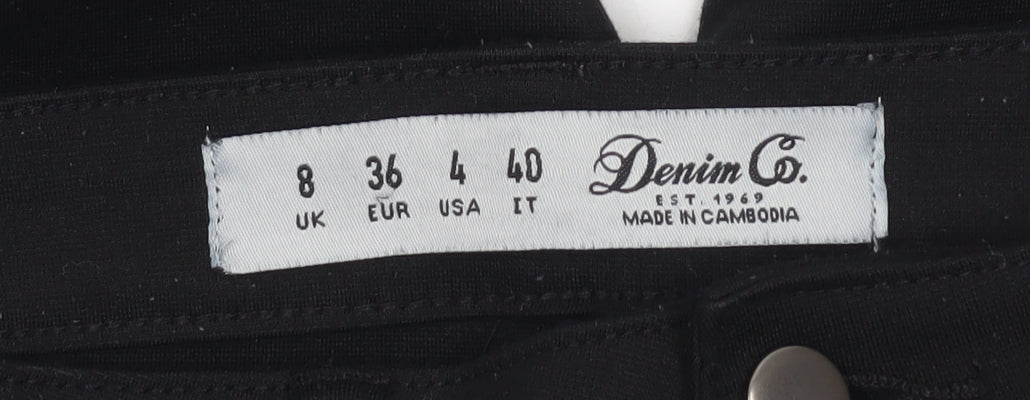 8 36 4 40
UK EUR USA IT
Denim Co.
EST. 1969
MADE IN CAMBODIA